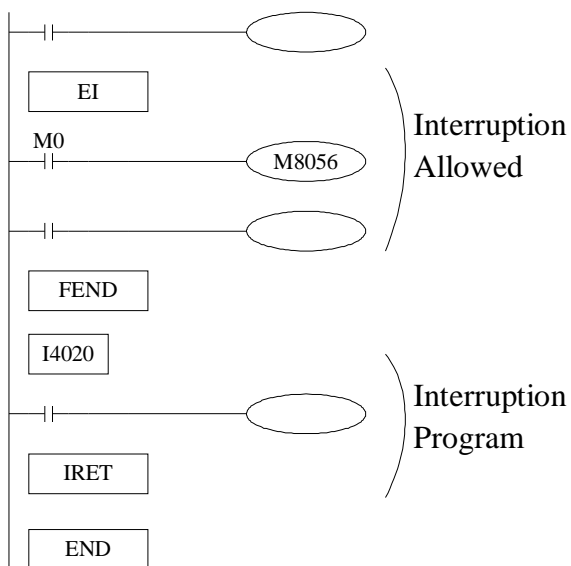 EI
M0
M8056
Interruption
Allowed
FEND
I4020
Interruption
Program
IRET
END